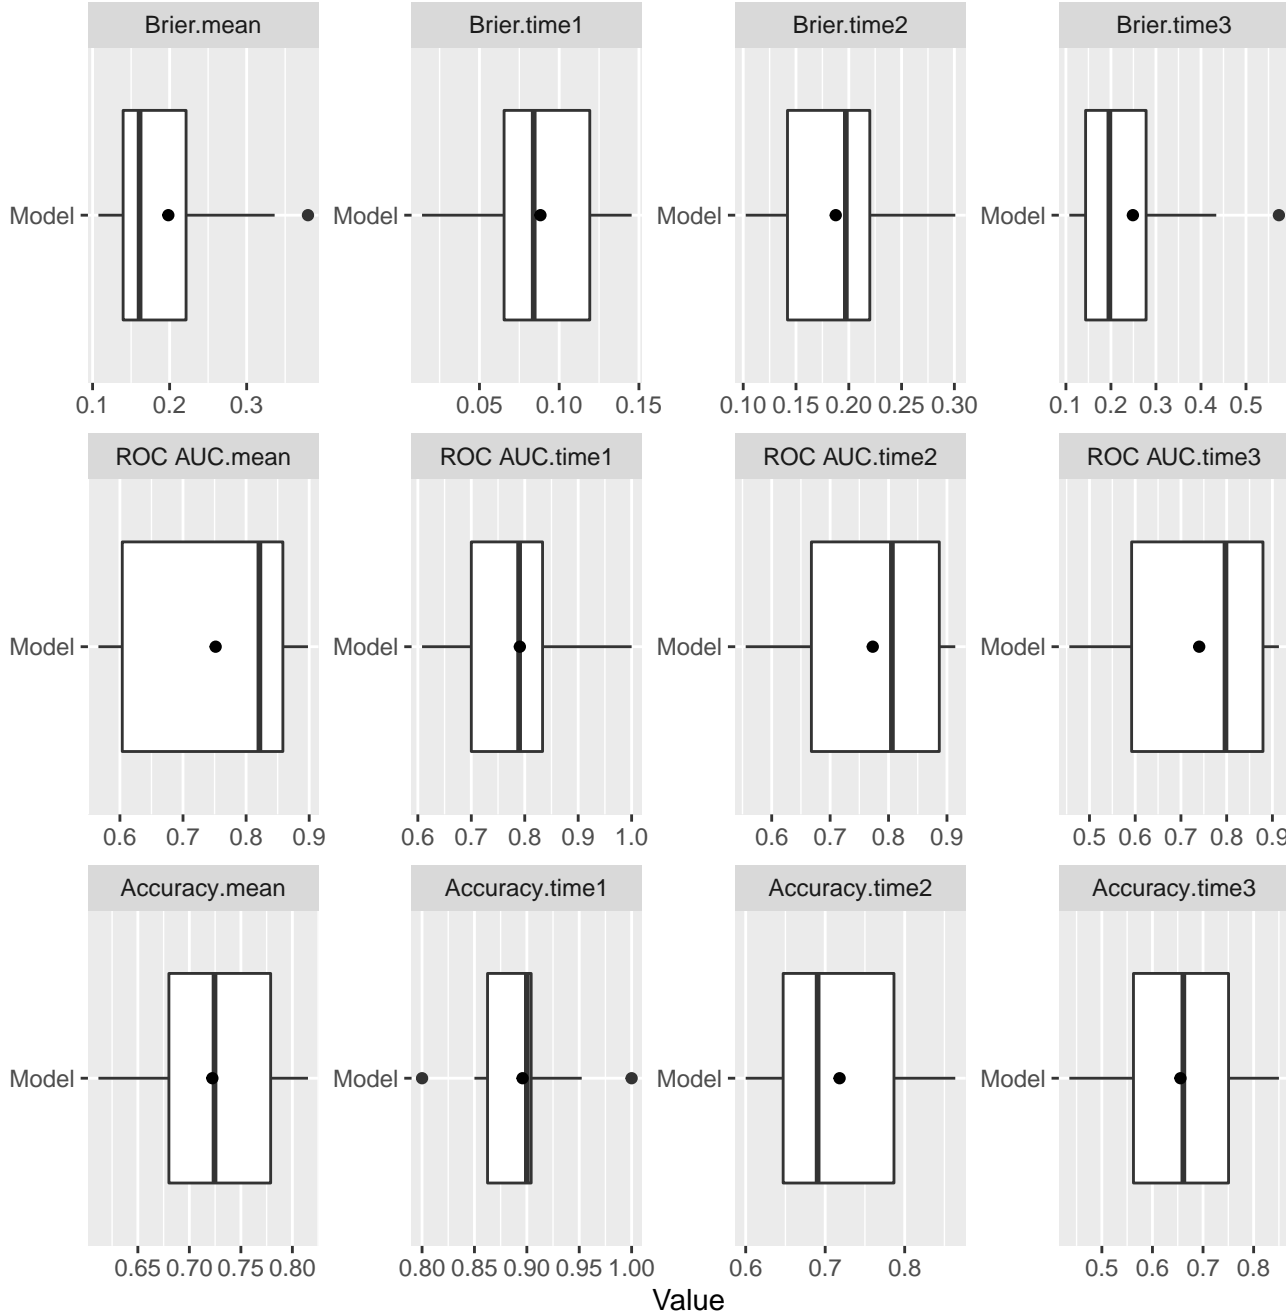 Brier.mean Brier.time1 Brier.time2 Brier.time3
Model Model Model Model
0.1 0.2 0.3 0.05 0.10 0.15 0.10 0.15 0.20 0.25 0.30 0.1 0.2 0.3 0.4 0.5
ROC AUC.mean ROC AUC.time1 ROC AUC.time2 ROC AUC.time3
Model Model Model Model
0.6 0.7 0.8 0.9 0.6 0.7 0.8 0.9 1.0 0.6 0.7 0.8 0.9 0.5 0.6 0.7 0.8 0.9
Accuracy.mean Accuracy.time1 Accuracy.time2 Accuracy.time3
Model Model Model Model
0.65 0.70 0.75 0.80 0.80 0.85 0.90 0.95 1.00 0.6 0.7 0.8 0.5 0.6 0.7 0.8
Value